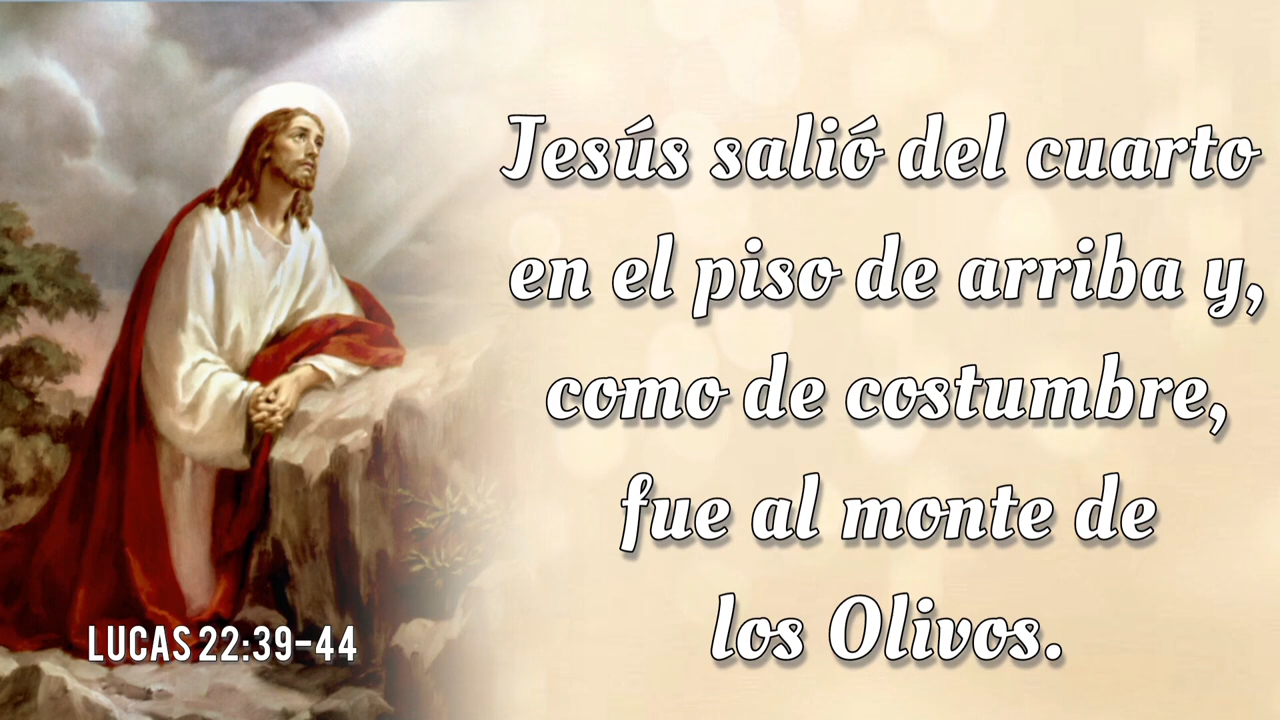 Jesús salió del cuarto
en el piso de arriba y,
como de costumbre,
fue al monte de
los Olivos.
LUCAS 22:39-44